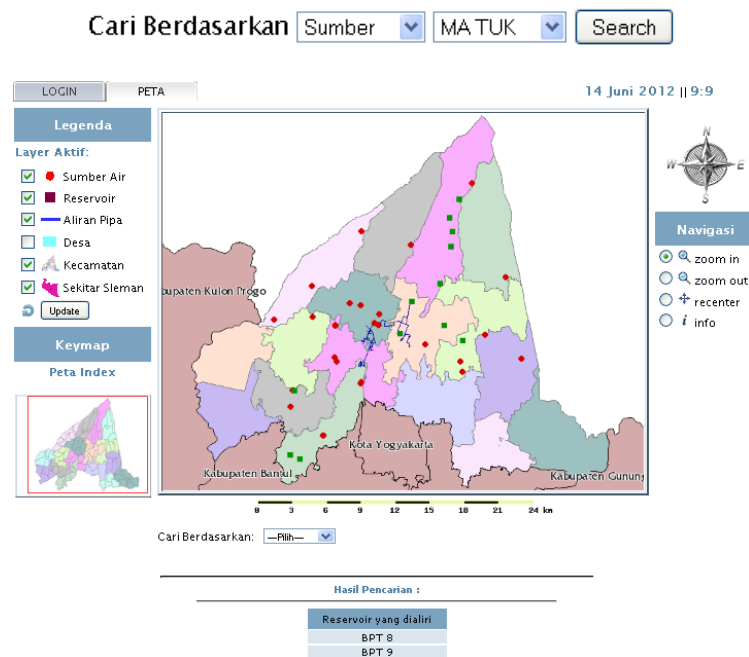 Cari Berdasarkan Sumber MATUK Search
LOGIN PETA 14 Juni 2012 || 9:9
Legenda
Layer Aktif:
Sumber Air
Reservoir
Aliran Pipa
Desa
Kecamatan
Sekitar Sleman
Update
Keymap
Peta Index
bupaten Kulon Progo
Kota Yogyakarta
Kabupaten Bantul
Kabupaten Gunung
0 3 6 9 12 15 18 21 24 km
N
W E
S
Navigasi
zoom in
zoom out
recenter
i info
Cari Berdasarkan: ---Pilih---
Hasil Pencarian :
Reservoir yang dialiri
BPT 8
BPT 9